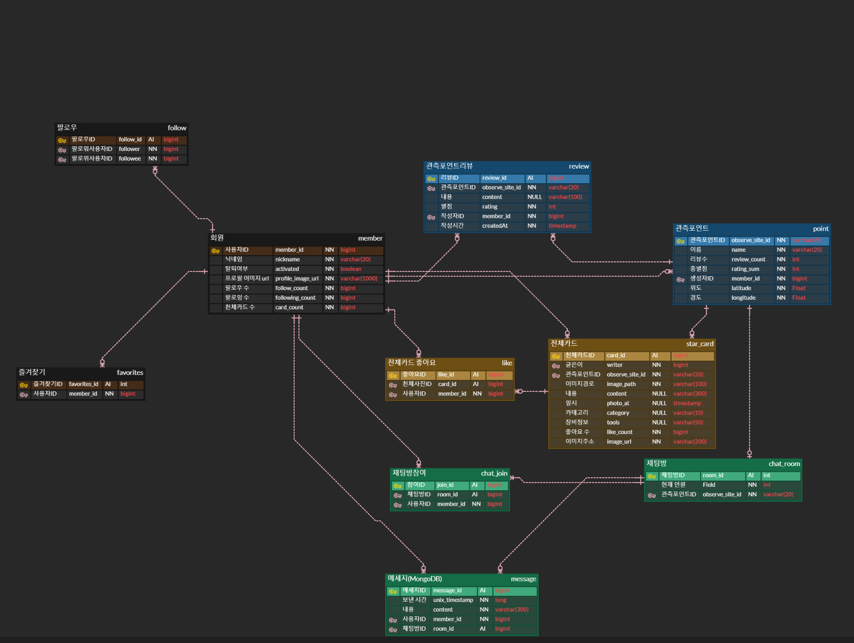 팔로우 follow
팔로우ID follow_id AI bigint
팔로워사용자ID follower NN bigint
팔로위사용자ID followee NN bigint
관측포인트리뷰 review
리뷰ID review_id AI bigint
관측포인트ID observe_site_id NN varchar(20)
내용 content NULL varchar(100)
별점 rating NN int
작성자ID member_id NN bigint
작성시간 createdAt NN timestamp
관측포인트 point
관측포인트ID observe_site_id NN
이름 name NN varchar(20)
리뷰수 review_count NN int
총별점 rating_sum NN int
생성자ID member_id NN bigint
위도 latitude NN Float
경도 longitude NN Float
회원 member
사용자ID member_id NN bigint
닉네임 nickname NN varchar(20)
탈퇴여부 activated NN boolean
프로필 이미지 url profile_image_url NN varchar(1000)
팔로우 수 follow_count NN bigint
팔로잉 수 following_count NN bigint
천체카드 수 card_count NN bigint
즐겨찾기 favorites
즐겨찾기ID favorites_id AI int
사용자ID member_id NN bigint
천체카드 좋아요 like
좋아요ID like_id AI bigint
천체사진ID card_id AI bigint
사용자ID member_id NN bigint
천체카드 star_card
천체카드ID card_id AI bigint
글쓴이 writer NN bigint
관측포인트ID observe_site_id NN varchar(20)
이미지경로 image_path NN varchar(100)
내용 content NULL varchar(300)
일시 photo_at NULL timestamp
카테고리 category NULL varchar(10)
장비정보 tools NULL varchar(50)
좋아요 수 like_count NN bigint
이미지주소 image_url NN varchar(200)
채팅방참여 chat_join
참여ID join_id AI bigint
채팅방ID room_id AI bigint
사용자ID member_id NN bigint
채팅방 chat_room
채팅방ID room_id AI int
현재 인원 Field NN int
관측포인트ID observe_site_id NN varchar(20)
메세지(MongoDB) message
메세지ID message_id AI bigint
보낸 시간 unix_timestamp NN long
내용 content NN varchar(300)
사용자ID member_id NN bigint
채팅방ID room_id AI bigint